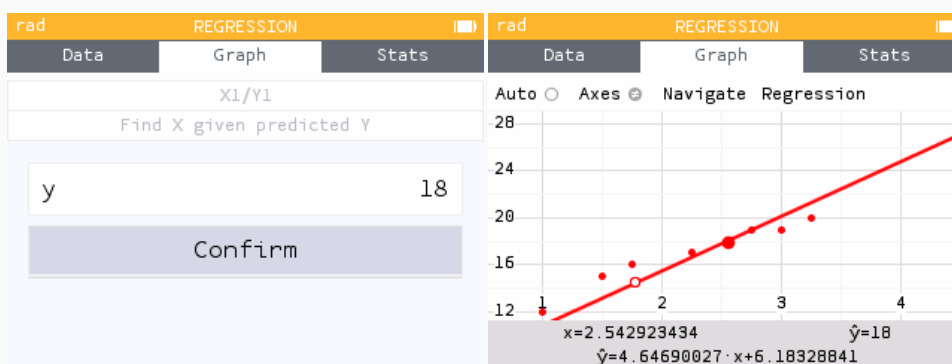 rad REGRESSION
Data Graph Stats
X1/Y1
Find X given predicted Y
y 18
Confirm
rad REGRESSION
Data Graph Stats
Auto Axes Navigate Regression
28
24
20
16
12
1 2 3 4
x=2.542923434 ŷ=18
ŷ=4.64690027·x+6.18328841